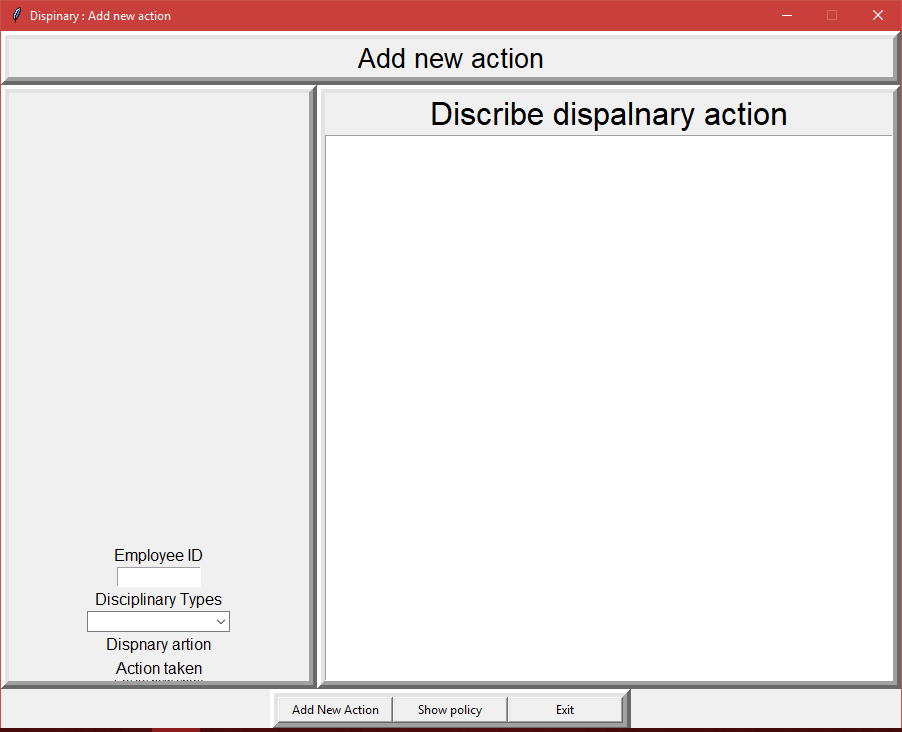 Dispinary : Add new action
Add new action
Discribe dispalnary action
Employee ID
Disciplinary Types
Dispnary artion
Action taken
Add New Action
Show policy
Exit